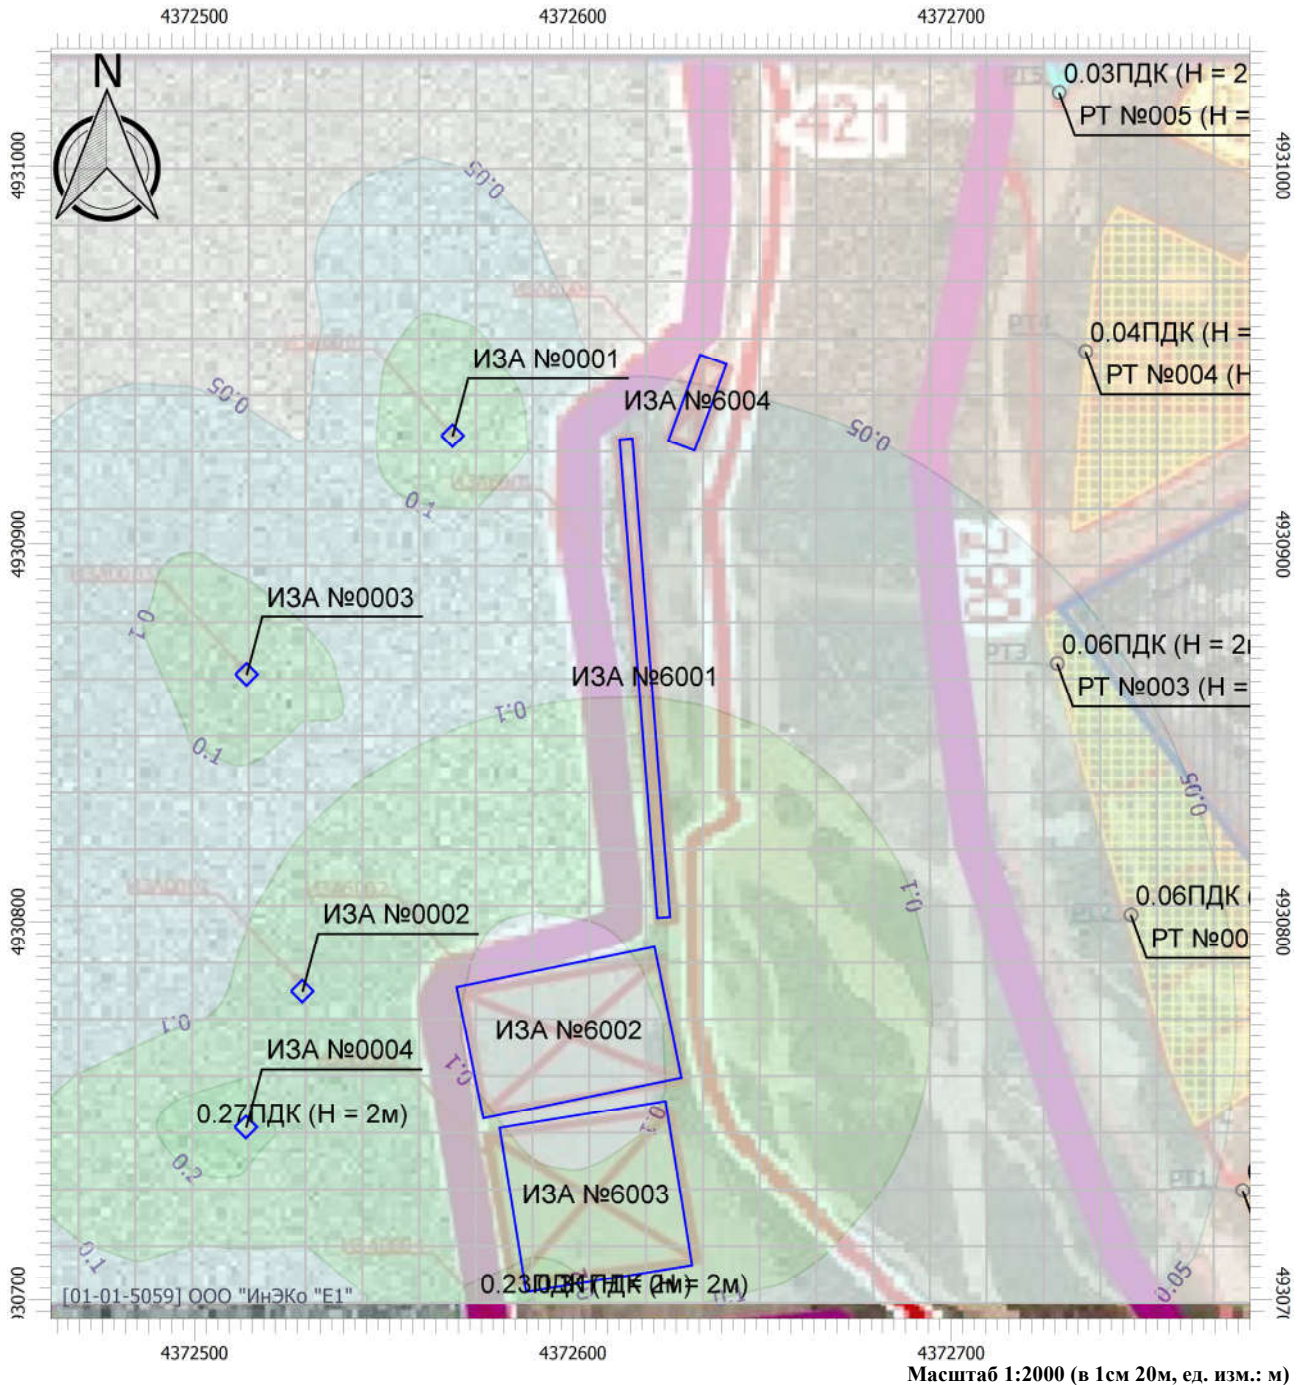 4372500 4372600 4372700
N
4931000
4931000
0.05
421
0.03ПДК (H = 2
РТ №005 (H =
РТ4
0.04ПДК (H =
РТ №004 (H
ИЗА №0001
ИЗА №6004
0.05
0.05
0.1
4930900
4930900
ИЗА №0003
0.1
РТ3
0.06ПДК (H = 2
РТ №003 (H =
ИЗА №6001
0.1
0.1
0.05
0.1
4930800
4930800
0.06ПДК (
РТ №00
ИЗА №0002
0.1
ИЗА №6002
ИЗА №0004
0.1
0.1
0.27ПДК (H = 2м)
0.2
РТ1
ИЗА №6003
0.1
0.05
[01-01-5059] ООО "ИнЭКо "Е1"
4372500 4372600 4372700
Масштаб 1:2000 (в 1см 20м, ед. изм.: м)